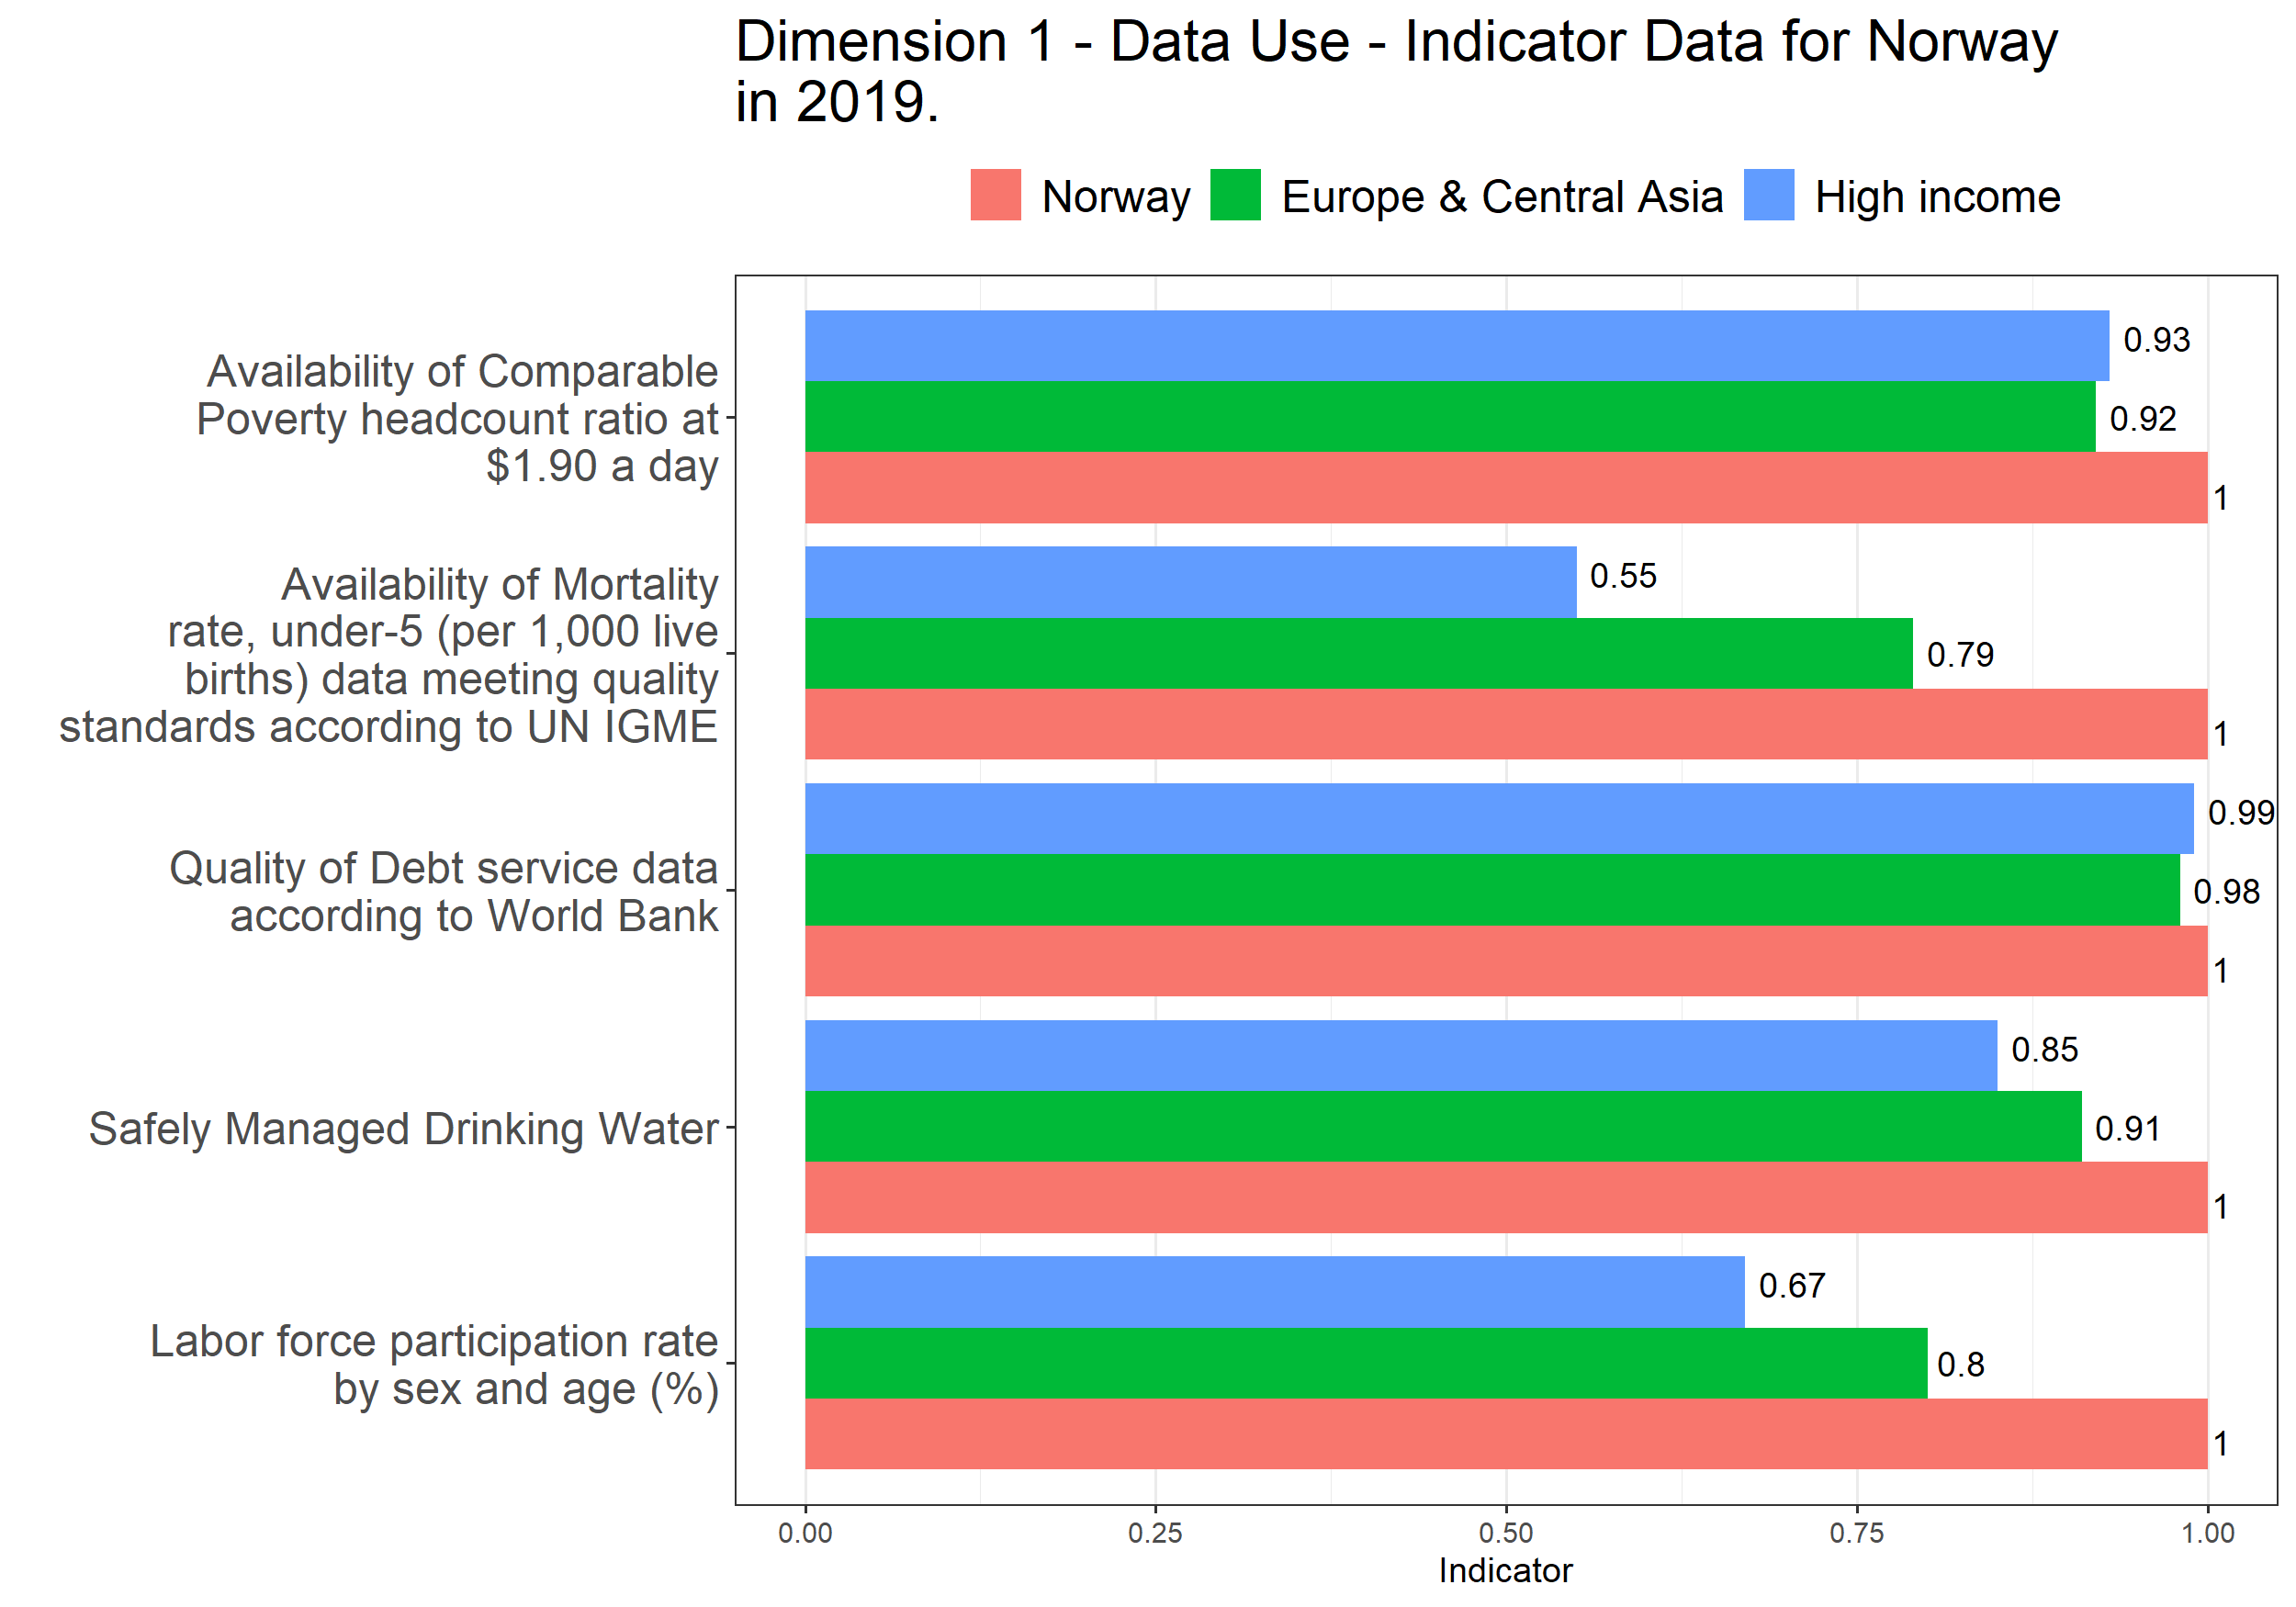 Dimension 1 - Data Use - Indicator Data for Norway
in 2019.
Norway
Europe & Central Asia
High income
Availability of Comparable
Poverty headcount ratio at
$1.90 a day
0.93
0.92
1
Availability of Mortality
rate, under-5 (per 1,000 live
births) data meeting quality
standards according to UN IGME
0.55
0.79
1
Quality of Debt service data
according to World Bank
0.99
0.98
1
Safely Managed Drinking Water
0.85
0.91
1
Labor force participation rate
by sex and age (%)
0.67
0.8
1
0.00
0.25
0.50
0.75
1.00
Indicator